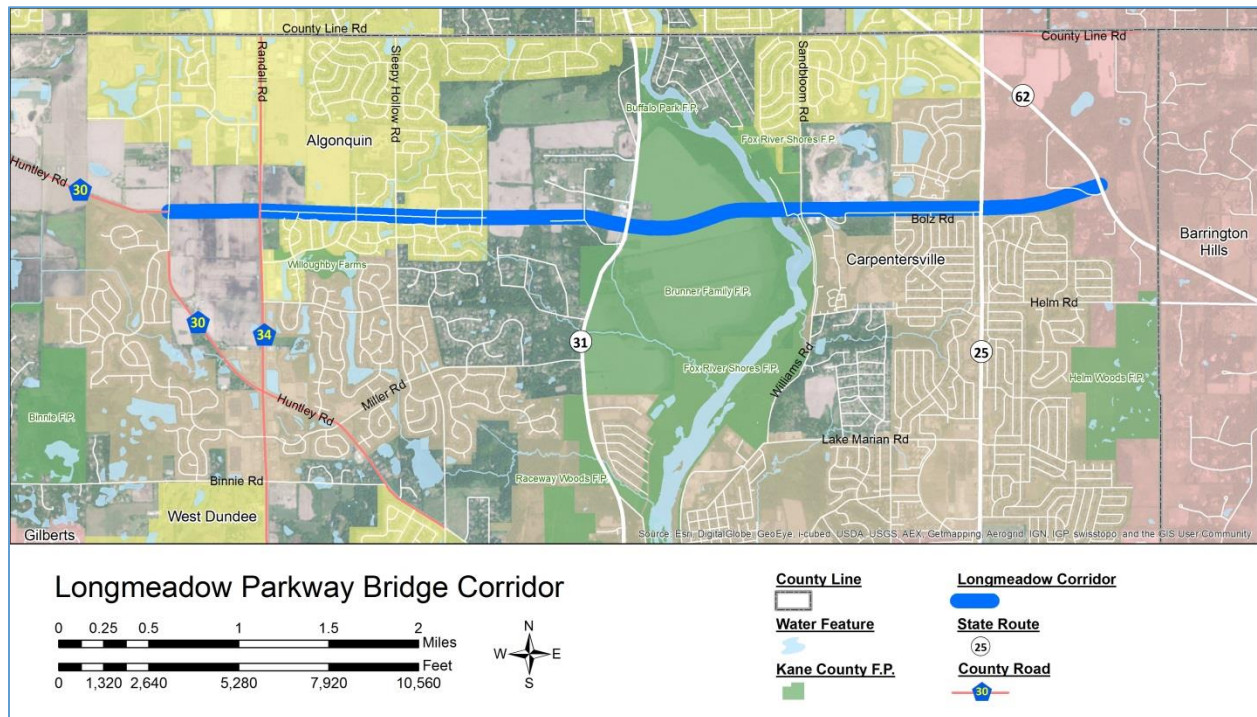 County Line Rd
County Line Rd
Randall Rd
Sleepy Hollow Rd
Sandbloom Rd
62
Buffalo Park F.P.
Algonquin
Fox River Shores F.P.
Huntley Rd
30
Bolz Rd
Barrington
Hills
Willoughby Farms
Carpentersville
Brunner Family F.P.
Helm Rd
30
34
31
25
Fox River Shores F.P.
Williams Rd
Helm Woods F.P.
Miller Rd
Huntley Rd
Binnie F.P.
Lake Marian Rd
Binnie Rd
Raceway Woods F.P.
West Dundee
Gilberts
Source: Esri, DigitalGlobe, GeoEye, i-cubed, USDA, USGS, AEX, Getmapping, Aerogrid, IGN, IGP, swisstopo, and the GIS User Community
Longmeadow Parkway Bridge Corridor
0 0.25 0.5 1 1.5 2
Miles
Feet
0 1,320 2,640 5,280 7,920 10,560
N
W E
S
County Line
Longmeadow Corridor
Water Feature
State Route
25
Kane County F.P.
County Road
30